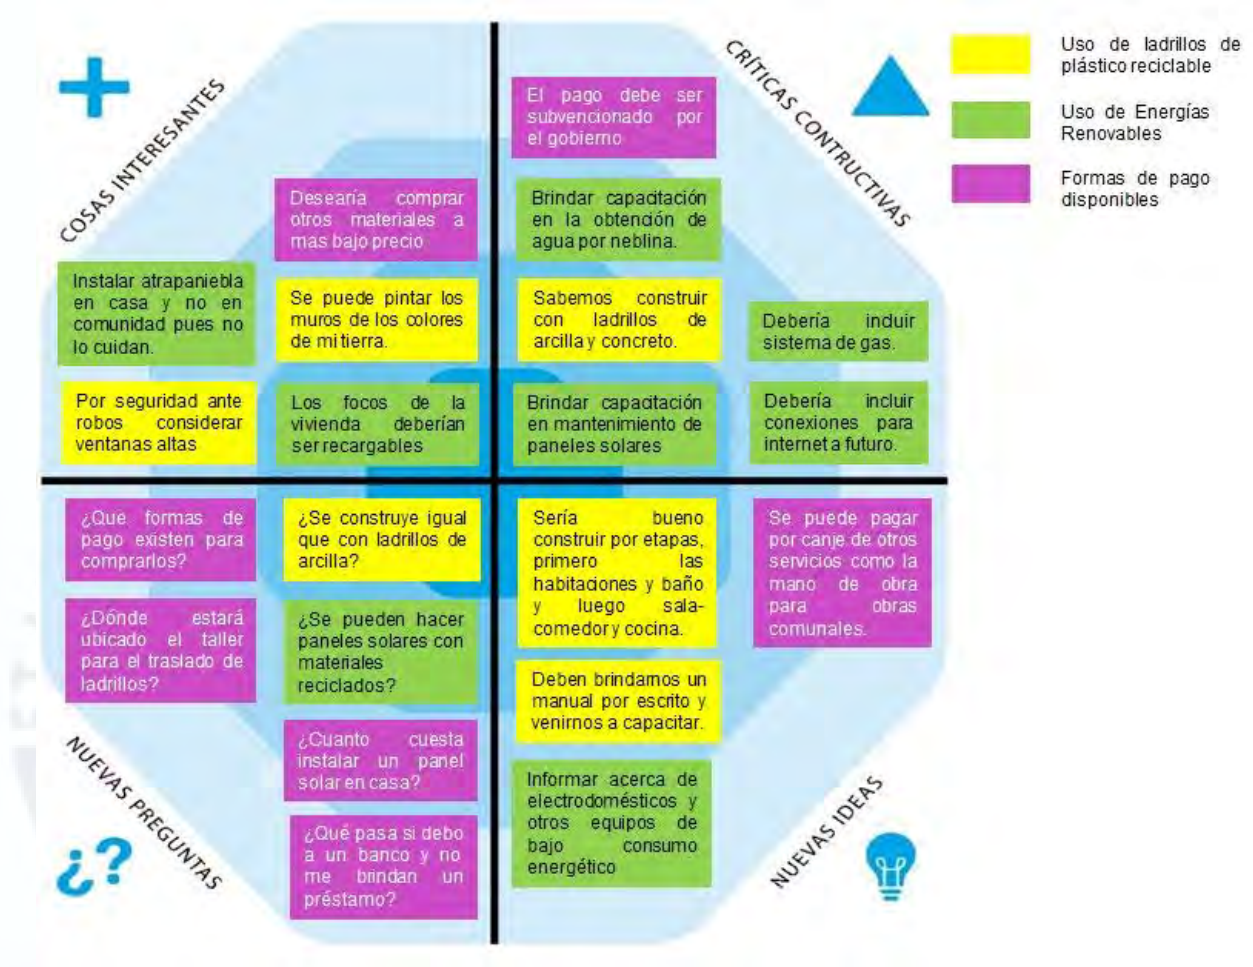 COSAS INTERESANTES
Desearía comprar
otros materiales a
mas bajo precio
Instalar atrapaniebla
en casa y no en
comunidad pues no
lo cuidan.
Se puede pintar los
muros de los colores
de mi tierra.
Por seguridad ante
robos considerar
ventanas altas
Los focos de la
vivienda deberían
ser recargables
CRÍTICAS CONTRUCTIVAS
El pago debe ser
subvencionado por
el gobierno
Brindar capacitación
en la obtención de
agua por neblina.
Sabemos construir
con ladrillos de
arcilla y concreto.
Debería incluir
sistema de gas.
Brindar capacitación
en mantenimiento de
paneles solares
Debería incluir
conexiones para
internet a futuro.
Uso de ladrillos de
plástico reciclable
Uso de Energías
Renovables
Formas de pago
disponibles
¿Que formas de
pago existen para
comprarlos?
¿Se construye igual
que con ladrillos de
arcilla?
¿Dónde estará
ubicado el taller
para el traslado de
ladrillos?
¿Se pueden hacer
paneles solares con
materiales
reciclados?
¿Cuanto cuesta
instalar un panel
solar en casa?
¿Qué pasa si debo
a un banco y no
me brindan un
préstamo?
NUEVAS PREGUNTAS
¿?
Sería bueno
construir por etapas,
primero las
habitaciones y baño
y luego sala-
comedor y cocina.
Se puede pagar
por canje de otros
servicios como la
mano de obra
para obras
comunales.
Deben brindarnos un
manual por escrito y
venirnos a capacitar.
Informar acerca de
electrodomésticos y
otros equipos de
bajo consumo
energético
NUEVAS IDEAS